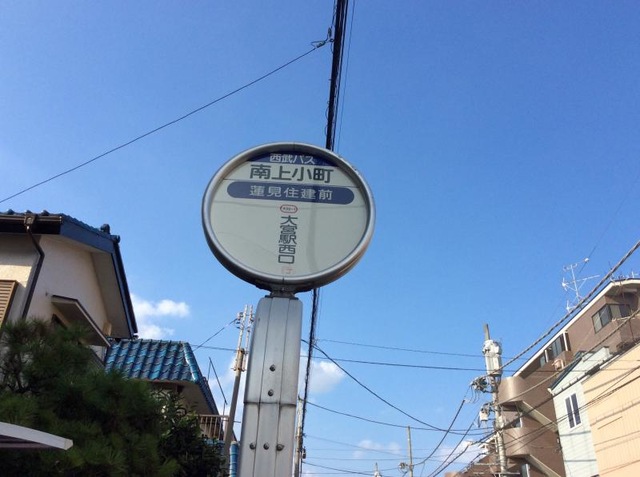 西武バス
南上小町
蓮見住建前
大宮駅西口